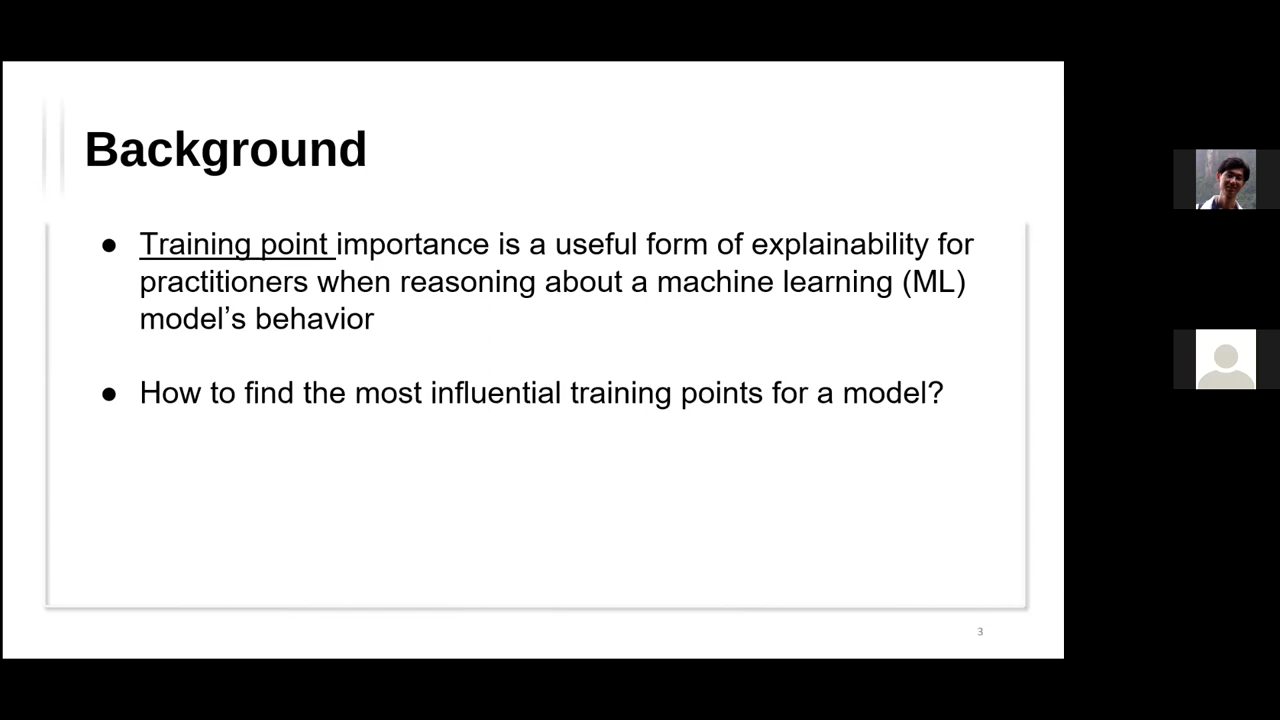 Background
● Training point importance is a useful form of explainability for
practitioners when reasoning about a machine learning (ML)
model’s behavior
● How to find the most influential training points for a model?
3